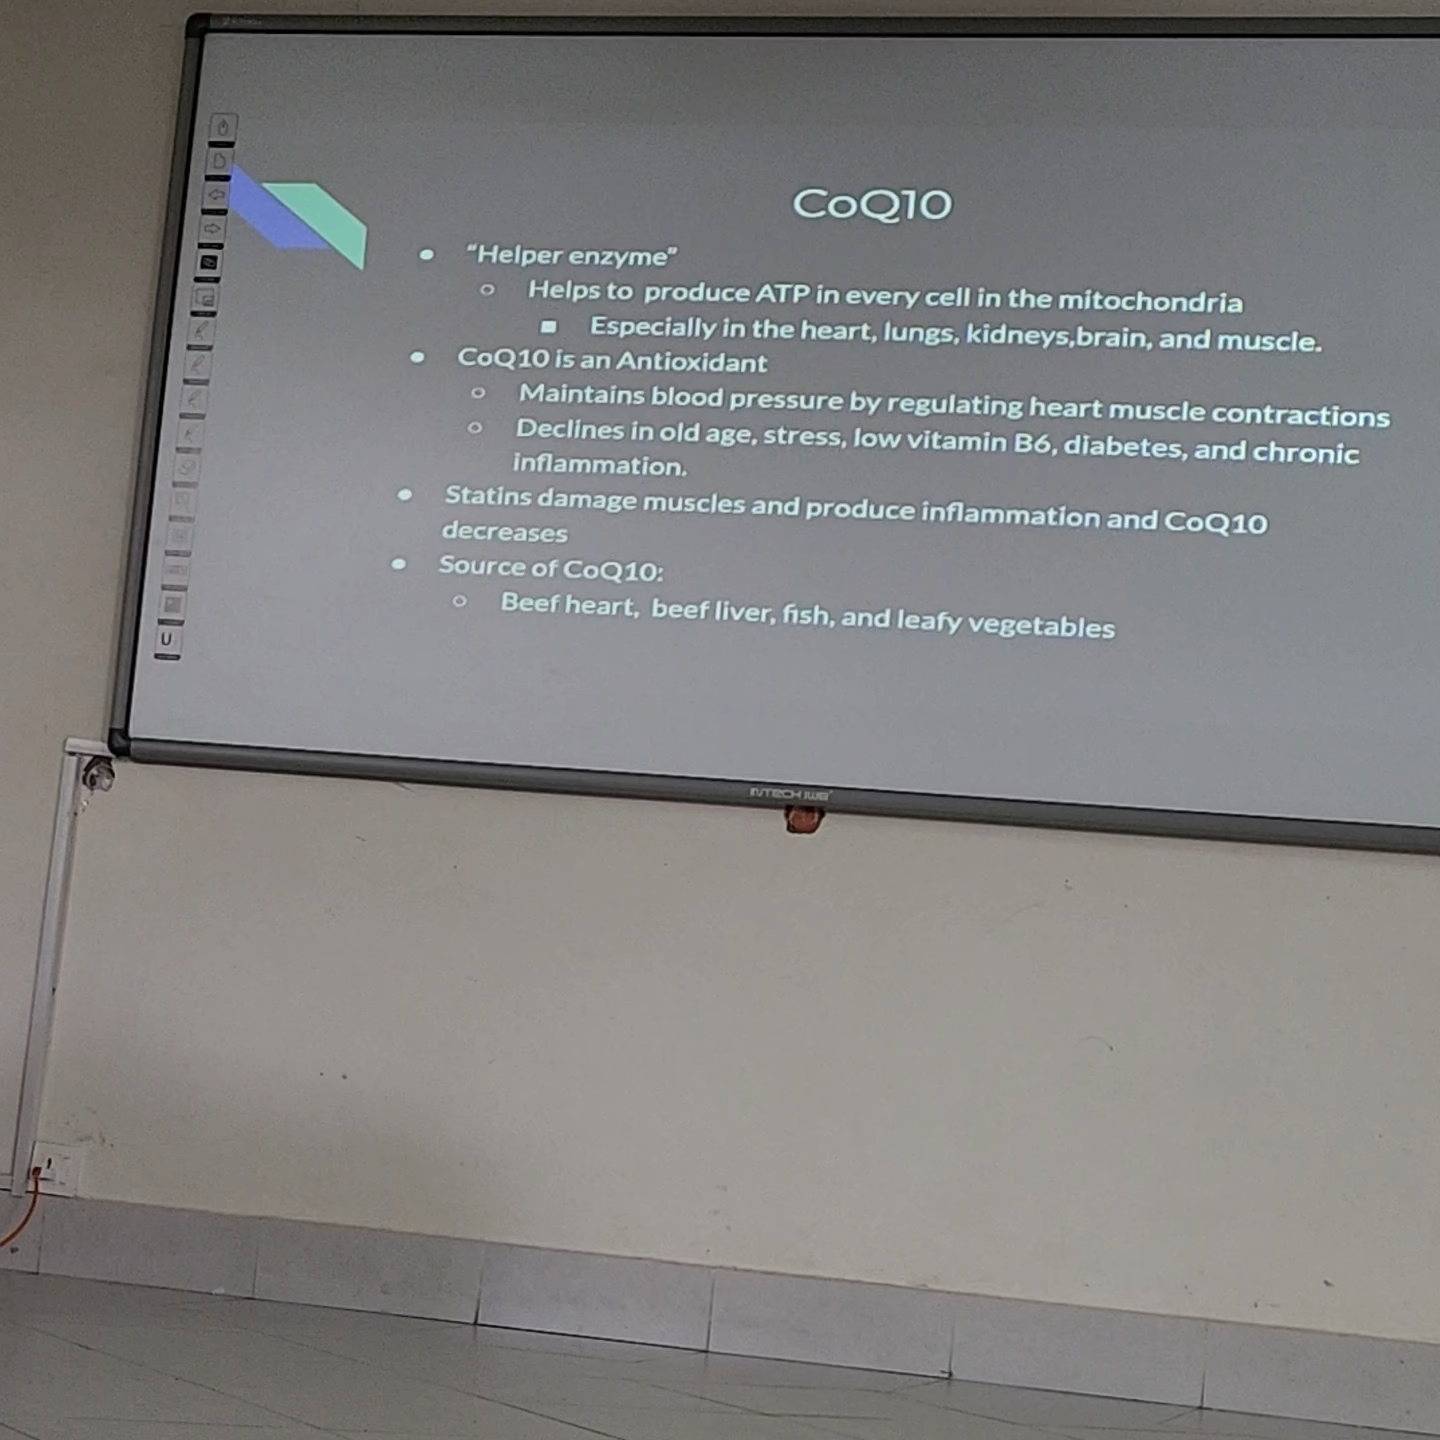 CoQ10
● “Helper enzyme”
○ Helps to produce ATP in every cell in the mitochondria
■ Especially in the heart, lungs, kidneys,brain, and muscle.
● CoQ10 is an Antioxidant
○ Maintains blood pressure by regulating heart muscle contractions
○ Declines in old age, stress, low vitamin B6, diabetes, and chronic
inflammation.
● Statins damage muscles and produce inflammation and CoQ10
decreases
● Source of CoQ10:
○ Beef heart, beef liver, fish, and leafy vegetables
U
INTECH IWB